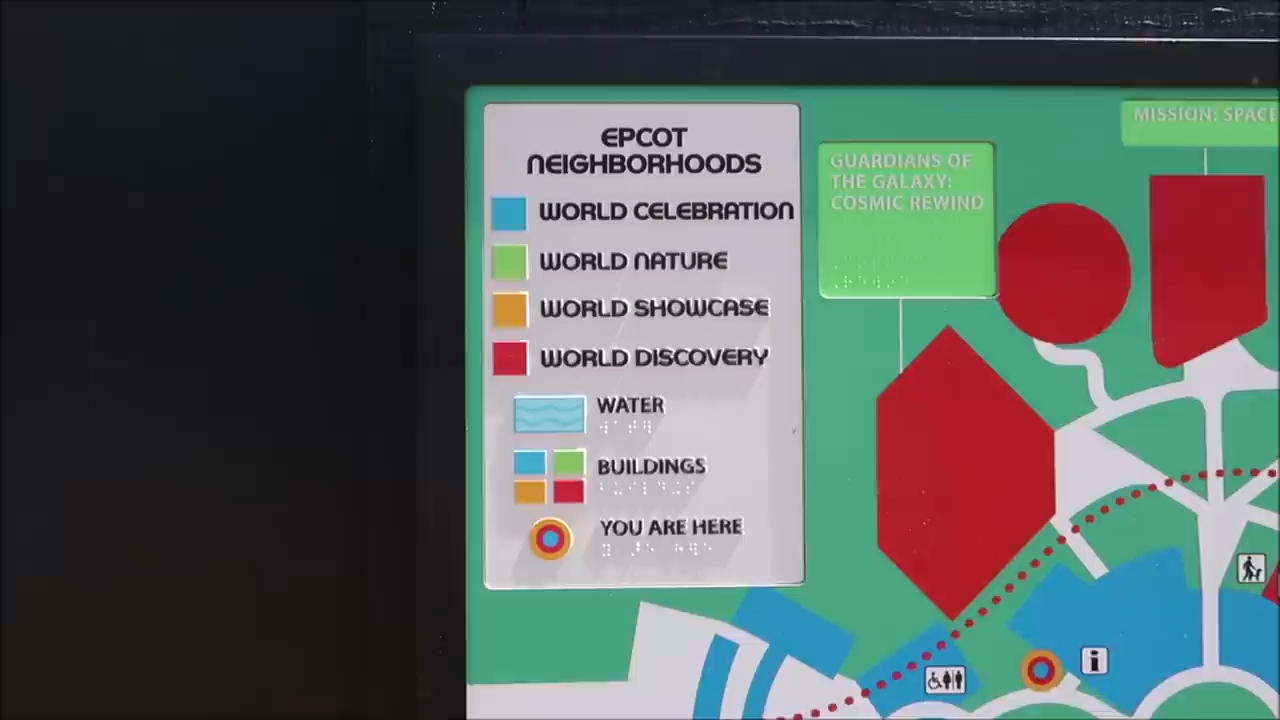 EPCOT
NEIGHBORHOODS
WORLD CELEBRATION
WORLD NATURE
WORLD SHOWCASE
WORLD DISCOVERY
WATER
BUILDINGS
YOU ARE HERE
GUARDIANS OF
THE GALAXY:
COSMIC REWIND
MISSION: SPACE
i